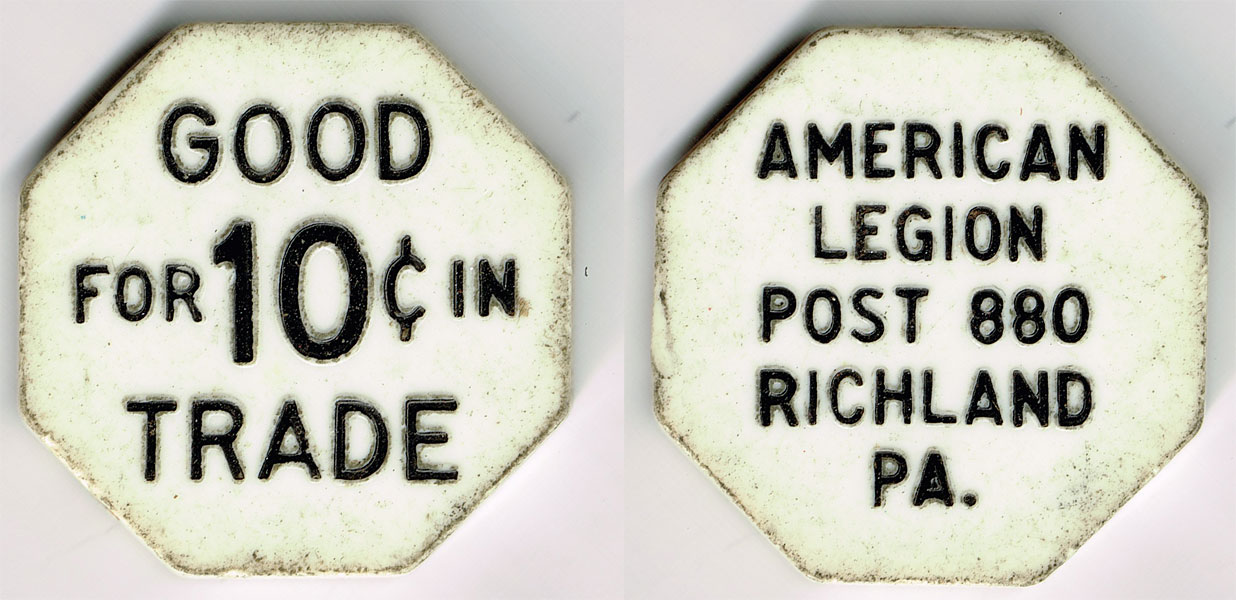 GOOD
FOR 10¢ IN
TRADE
AMERICAN
LEGION
POST 880
RICHLAND
PA.